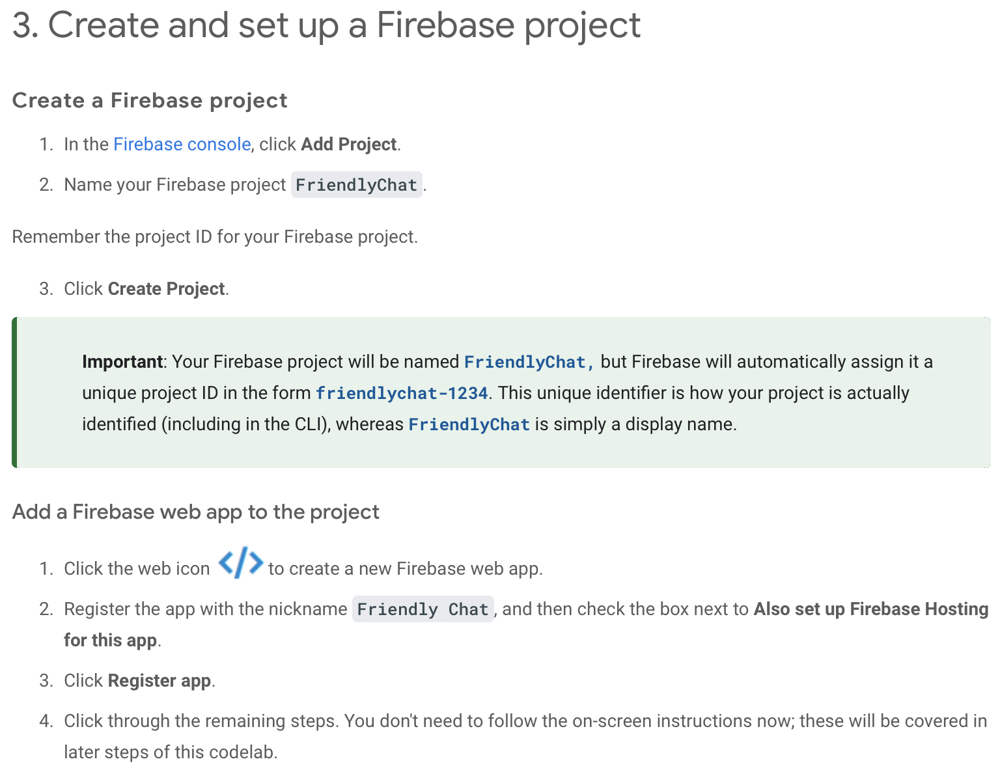 3. Create and set up a Firebase project
Create a Firebase project
1. In the Firebase console, click Add Project.
2. Name your Firebase project FriendlyChat.
Remember the project ID for your Firebase project.
3. Click Create Project.
Important: Your Firebase project will be named FriendlyChat, but Firebase will automatically assign it a
unique project ID in the form friendlychat-1234. This unique identifier is how your project is actually
identified (including in the CLI), whereas FriendlyChat is simply a display name.
Add a Firebase web app to the project
1. Click the web icon </> to create a new Firebase web app.
2. Register the app with the nickname Friendly Chat, and then check the box next to Also set up Firebase Hosting
for this app.
3. Click Register app.
4. Click through the remaining steps. You don't need to follow the on-screen instructions now; these will be covered in
later steps of this codelab.